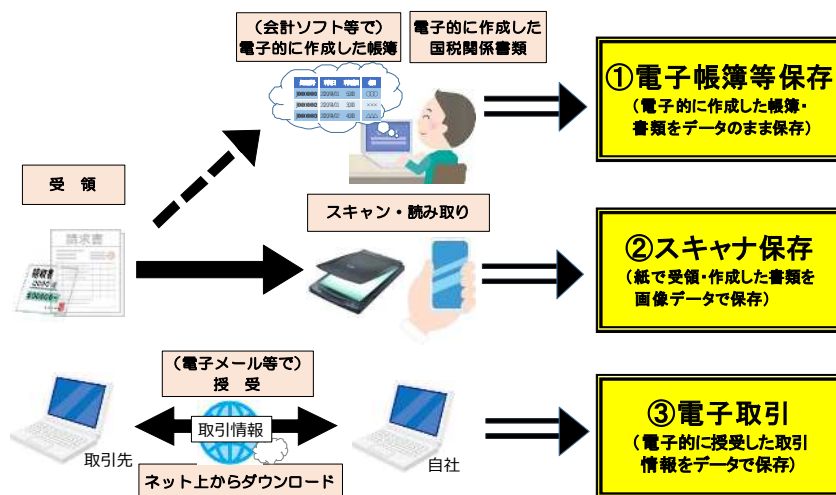 (会計ソフト等で)
電子的に作成した帳簿
電子的に作成した
国税関係書類
①電子帳簿等保存
(電子的に作成した帳簿・
書類をデータのまま保存)
受 領
スキャン・読み取り
請求書
領収書
②スキャナ保存
(紙で受領・作成した書類を
画像データで保存)
(電子メール等で)
授 受
取引情報
取引先
自社
ネット上からダウンロード
③電子取引
(電子的に授受した取引
情報をデータで保存)